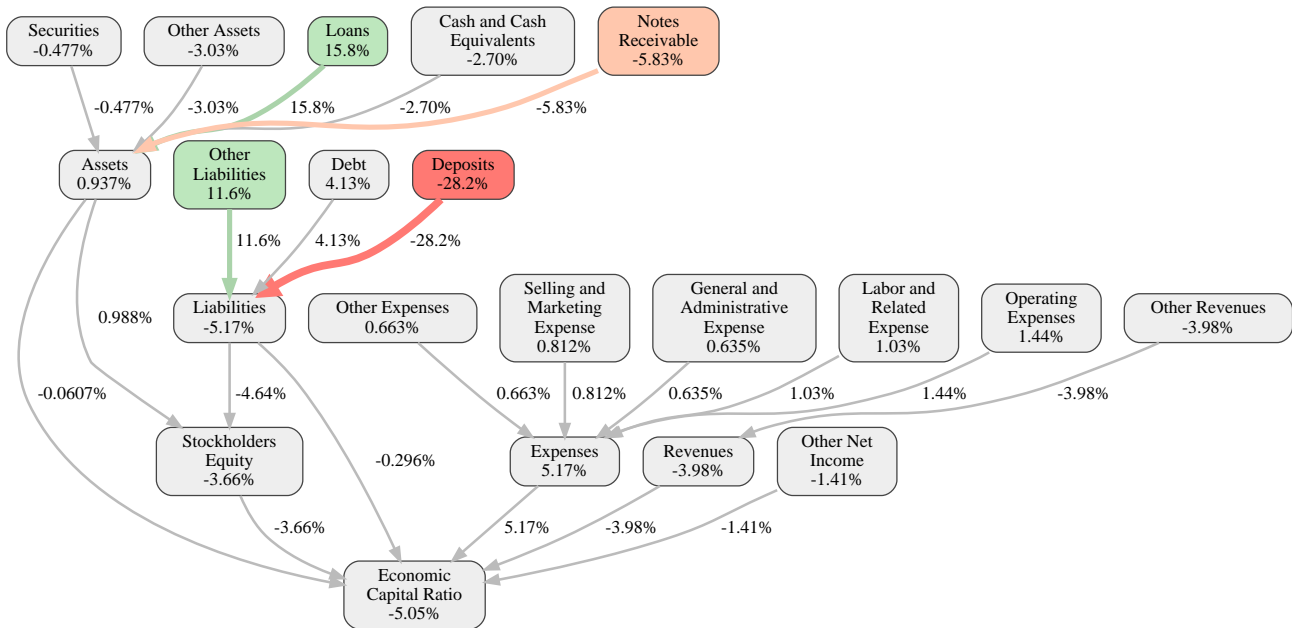 Securities
-0.477%
Other Assets
-3.03%
Loans
15.8%
Cash and Cash
Equivalents
-2.70%
Notes
Receivable
-5.83%
-0.477%
-3.03%
15.8%
-2.70%
-5.83%
Assets
0.937%
Other
Liabilities
11.6%
Debt
4.13%
Deposits
-28.2%
11.6%
4.13%
-28.2%
Liabilities
-5.17%
Other Expenses
0.663%
Selling and
Marketing
Expense
0.812%
General and
Administrative
Expense
0.635%
Labor and
Related
Expense
1.03%
Operating
Expenses
1.44%
Other Revenues
-3.98%
0.988%
-0.0607%
-4.64%
0.663%
0.812%
0.635%
1.03%
1.44%
-3.98%
Stockholders
Equity
-3.66%
-0.296%
Expenses
5.17%
Revenues
-3.98%
Other Net
Income
-1.41%
-3.66%
5.17%
-3.98%
-1.41%
Economic
Capital Ratio
-5.05%